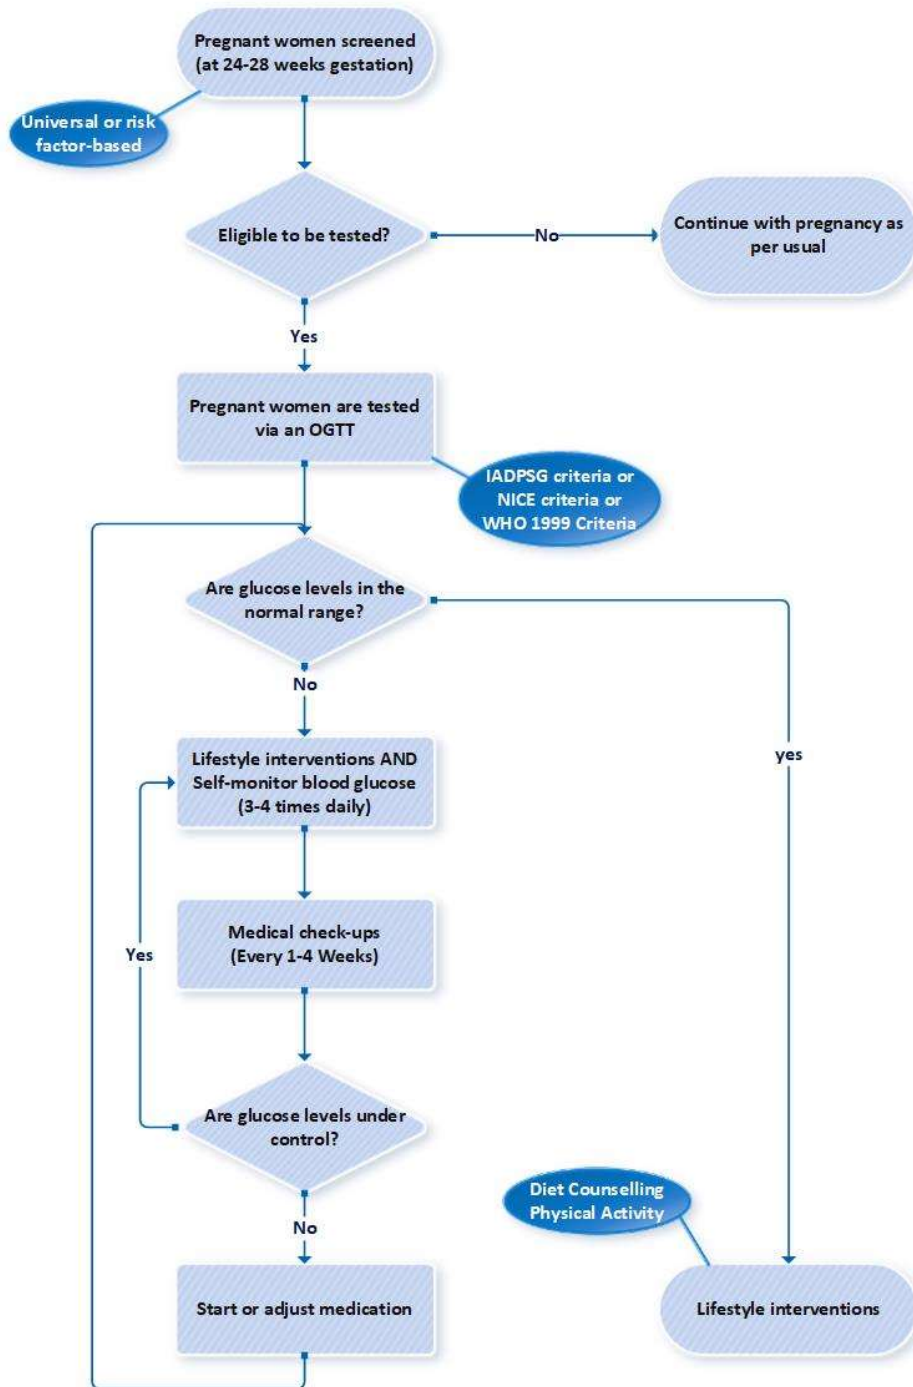 Pregnant women screened
(at 24-28 weeks gestation)
Universal or risk
factor-based
Eligible to be tested?
No
Continue with pregnancy as
per usual
Yes
Pregnant women are tested
via an OGTT
IADPSG criteria or
NICE criteria or
WHO 1999 Criteria
Are glucose levels in the
normal range?
No
yes
Lifestyle interventions AND
Self-monitor blood glucose
(3-4 times daily)
Medical check-ups
(Every 1-4 Weeks)
Yes
Are glucose levels under
control?
No
Diet Counselling
Physical Activity
Start or adjust medication
Lifestyle interventions